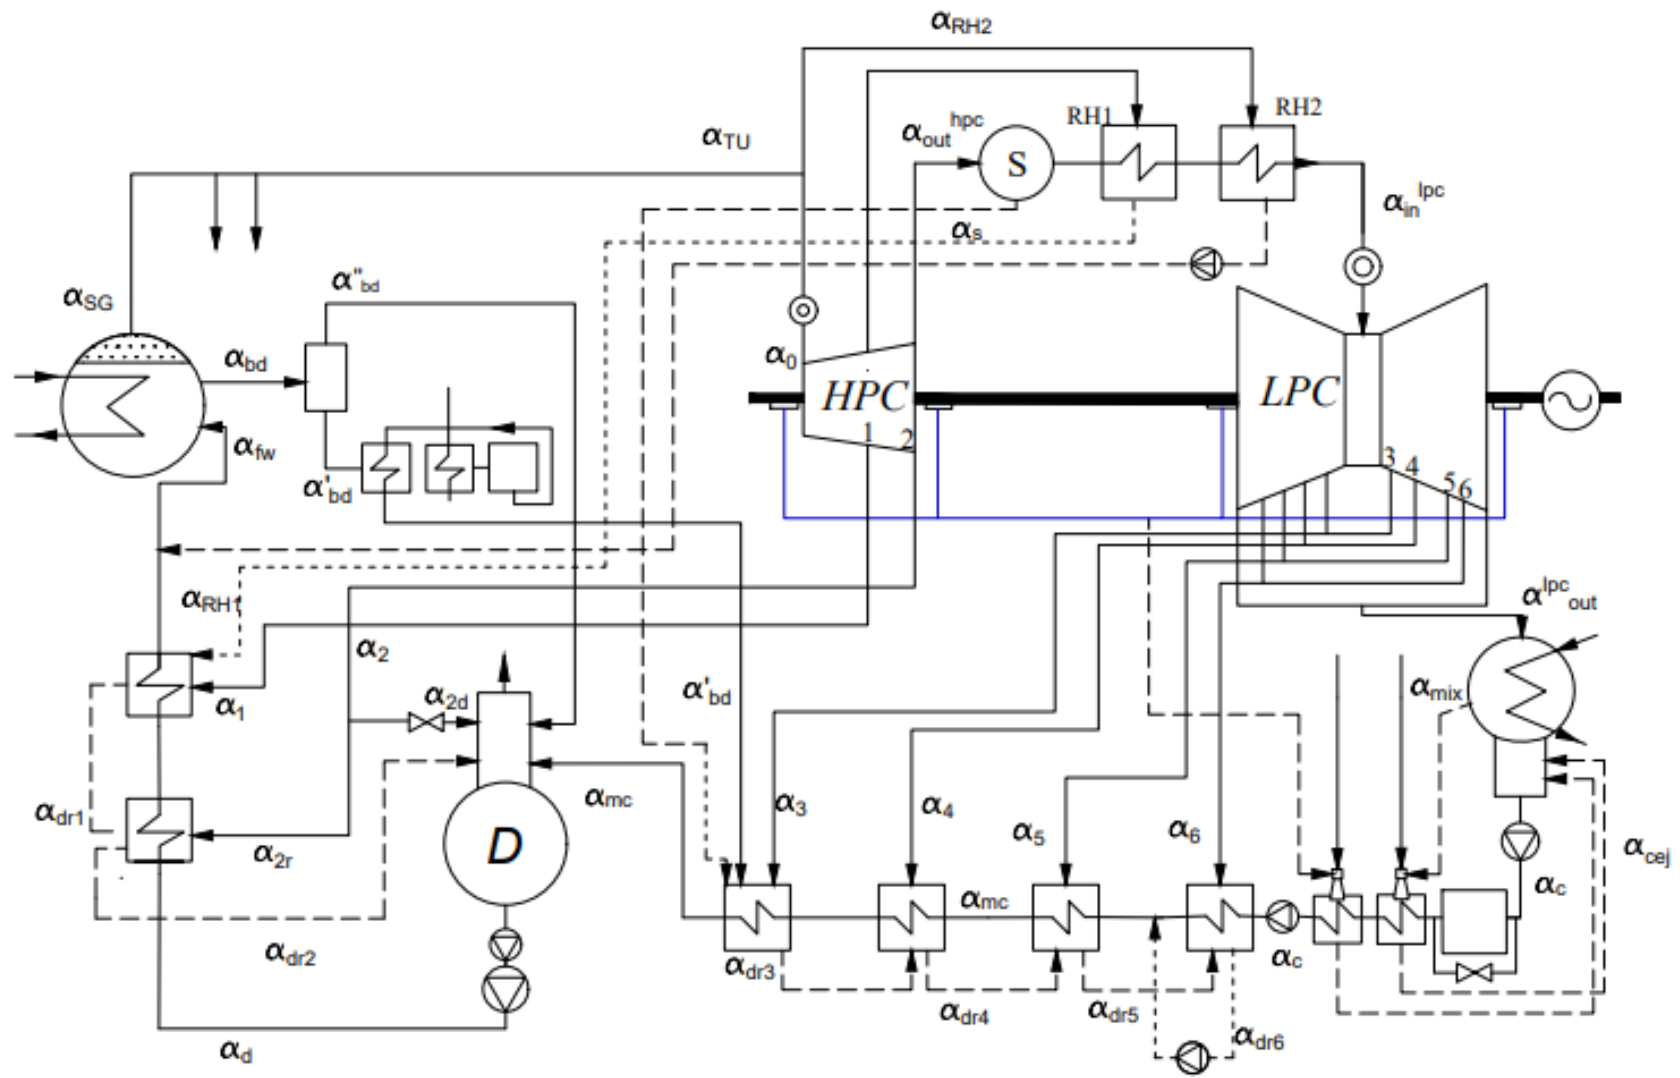 αRH2
αTU
αout hpc
S
RH1
RH2
αin lpc
αs
αSG
α"bd
αbd
α0
HPC
1
2
LPC
3
4
5
6
αfw
α'bd
αRH1
α2
α1
α2d
α'bd
αlpc out
αmix
αdr1
α2r
αmc
D
α3
α4
α5
α6
αcej
αc
αmc
αc
αdr2
αdr3
αdr4
αdr5
αdr6
αd